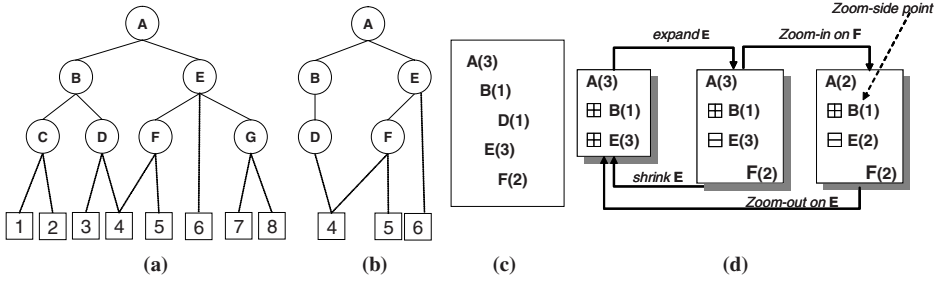 A
B
E
C
D
F
G
1
2
3
4
5
6
7
8
(a)
A
B
E
D
F
4
5
6
(b)
A(3)
B(1)
D(1)
E(3)
F(2)
(c)
Zoom-side point
expand E
Zoom-in on F
A(3)
B(1)
E(3)
A(3)
B(1)
E(3)
F(2)
A(2)
B(1)
E(2)
F(2)
shrink E
Zoom-out on E
(d)